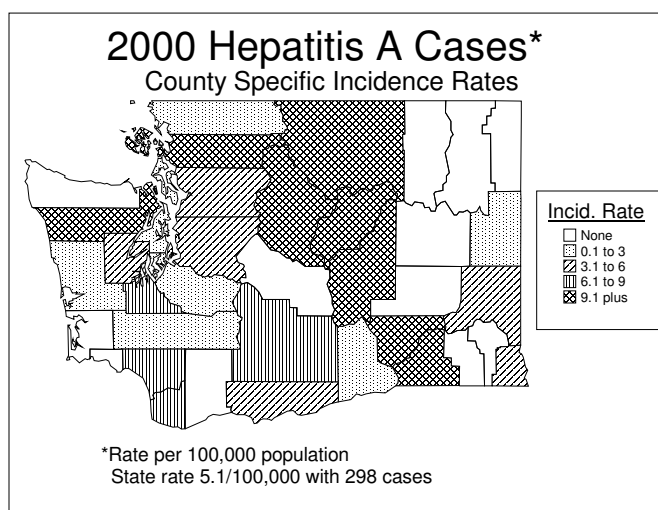 2000 Hepatitis A Cases*
County Specific Incidence Rates
Incid. Rate
None
0.1 to 3
3.1 to 6
6.1 to 9
9.1 plus
*Rate per 100,000 population
State rate 5.1/100,000 with 298 cases